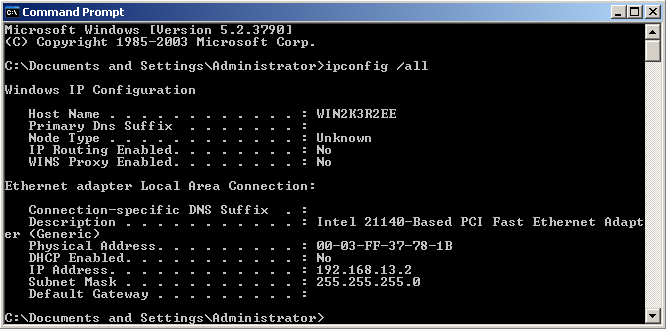 Command Prompt
Microsoft Windows [Version 5.2.3790]
(C) Copyright 1985-2003 Microsoft Corp.
C:\Documents and Settings\Administrator>ipconfig /all
Windows IP Configuration
Host Name . . . . . . . . . . . . : WIN2K3R2EE
Primary Dns Suffix  . . . . . . . :
Node Type . . . . . . . . . . . . : Unknown
IP Routing Enabled. . . . . . . . : No
WINS Proxy Enabled. . . . . . . . : No
Ethernet adapter Local Area Connection:
Connection-specific DNS Suffix  . :
Description . . . . . . . . . . . : Intel 21140-Based PCI Fast Ethernet Adapt
er (Generic)
Physical Address. . . . . . . . . : 00-03-FF-37-78-1B
DHCP Enabled. . . . . . . . . . . : No
IP Address. . . . . . . . . . . . : 192.168.13.2
Subnet Mask . . . . . . . . . . . : 255.255.255.0
Default Gateway . . . . . . . . . :
C:\Documents and Settings\Administrator>